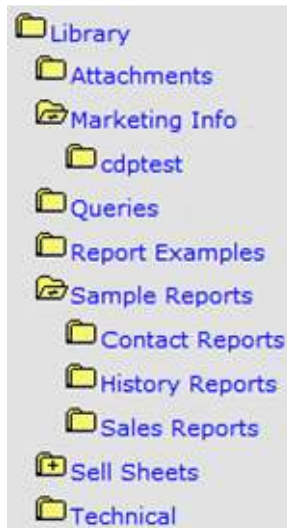 Library
Attachments
Marketing Info
cdptest
Queries
Report Examples
Sample Reports
Contact Reports
History Reports
Sales Reports
Sell Sheets
Technical